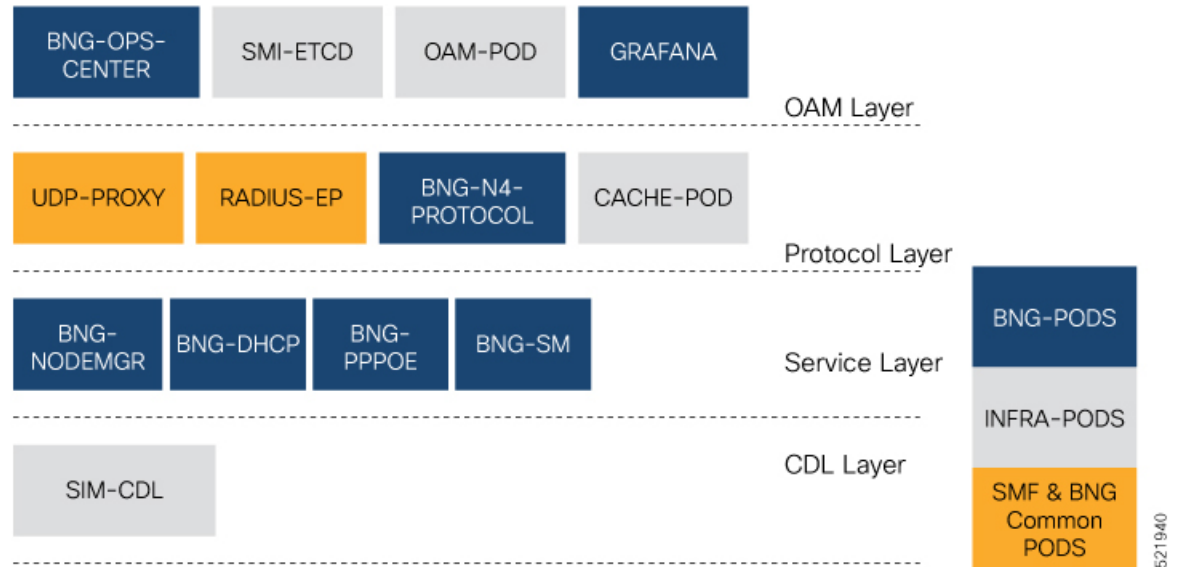 BNG-OPS-
CENTER
SMI-ETCD
OAM-POD
GRAFANA
OAM Layer
UDP-PROXY
RADIUS-EP
BNG-N4-
PROTOCOL
CACHE-POD
Protocol Layer
BNG-
NODEMGR
BNG-DHCP
BNG-
PPPOE
BNG-SM
Service Layer
SIM-CDL
CDL Layer
BNG-PODS
INFRA-PODS
SMF & BNG
Common
PODS
521940